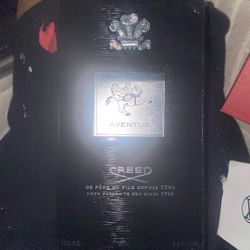 AVENTUS
CREED
DE PÈRE EN FILS DEPUIS 1760
FROM FATHER TO SON SINCE 1760